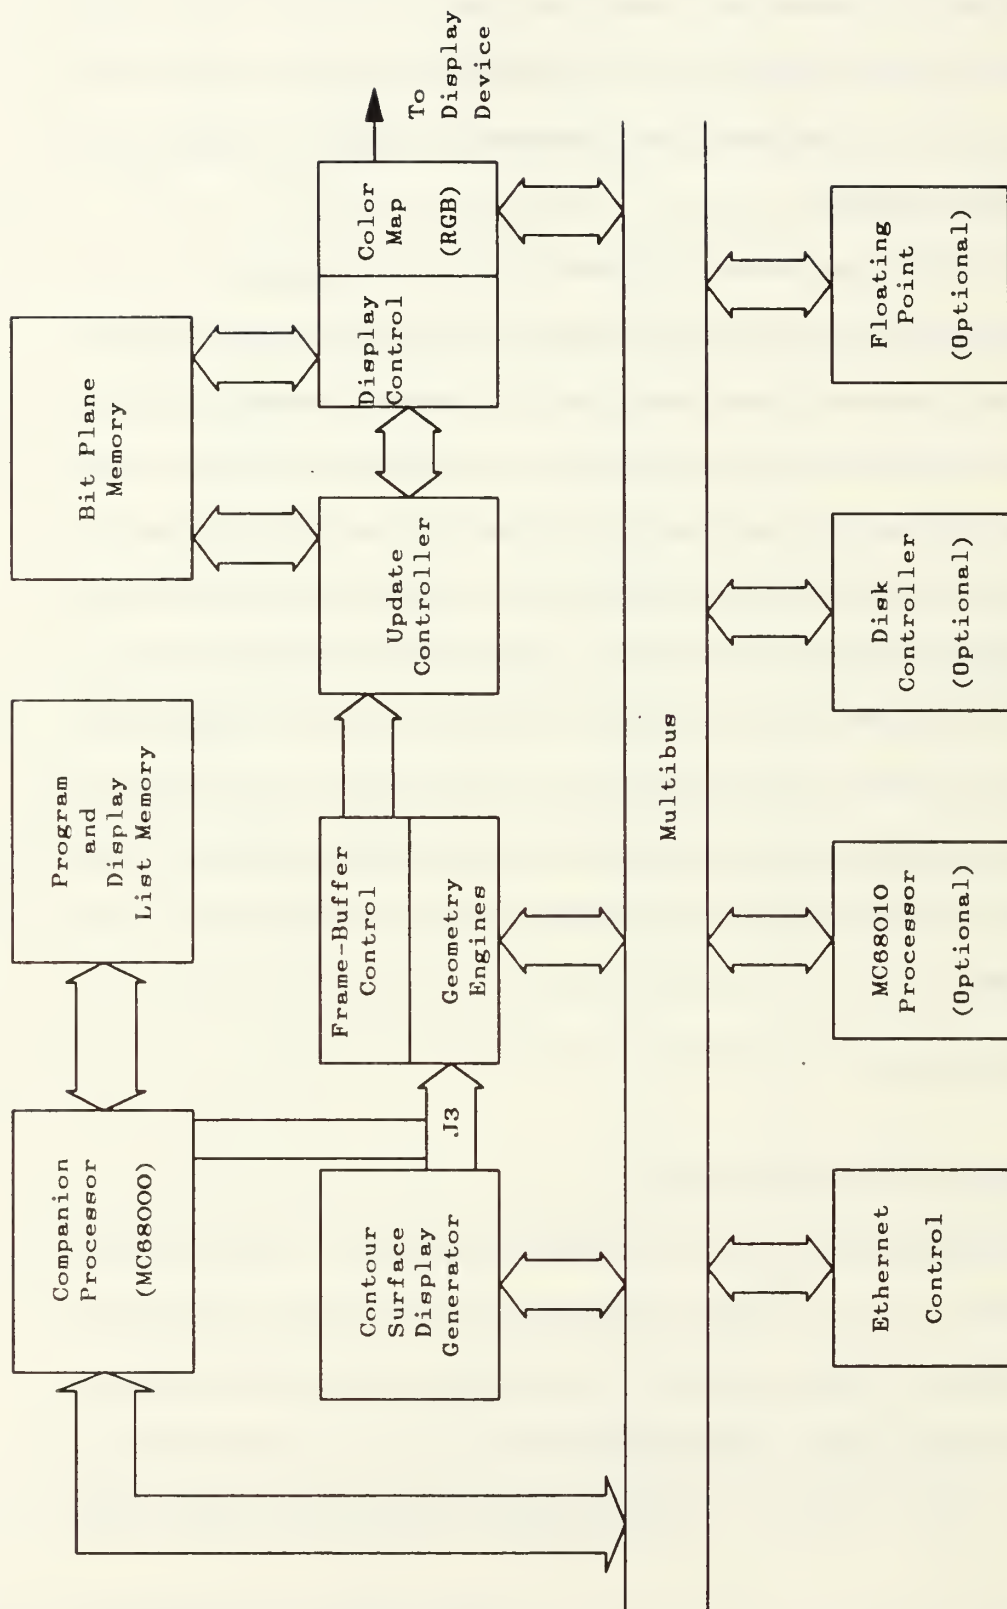 Companion
Processor
(MC68000)
Program
and
Display
List Memory
Bit Plane
Memory
Contour
Surface
Display
Generator
J3
Frame-Buffer
Control
Geometry
Engines
Update
Controller
Display
Control
Color
Map
(RGB)
To
Display
Device
Multibus
Ethernet
Control
MC68010
Processor
(Optional)
Disk
Controller
(Optional)
Floating
Point
(Optional)